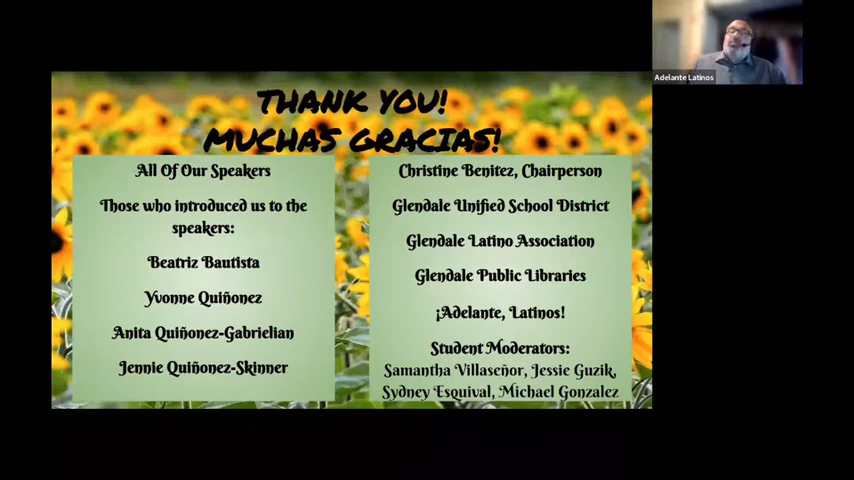 THANK YOU!
MUCHAS GRACIAS!
All Of Our Speakers
Those who introduced us to the
speakers:
Beatriz Bautista
Yvonne Quiñonez
Anita Quiñonez-Gabrielian
Jennie Quiñonez-Skinner
Christine Benitez, Chairperson
Glendale Unified School District
Glendale Latino Association
Glendale Public Libraries
¡Adelante, Latinos!
Student Moderators:
Samantha Villaseñor, Jessie Guzik,
Sydney Esquival, Michael Gonzalez
Adelante Latinos